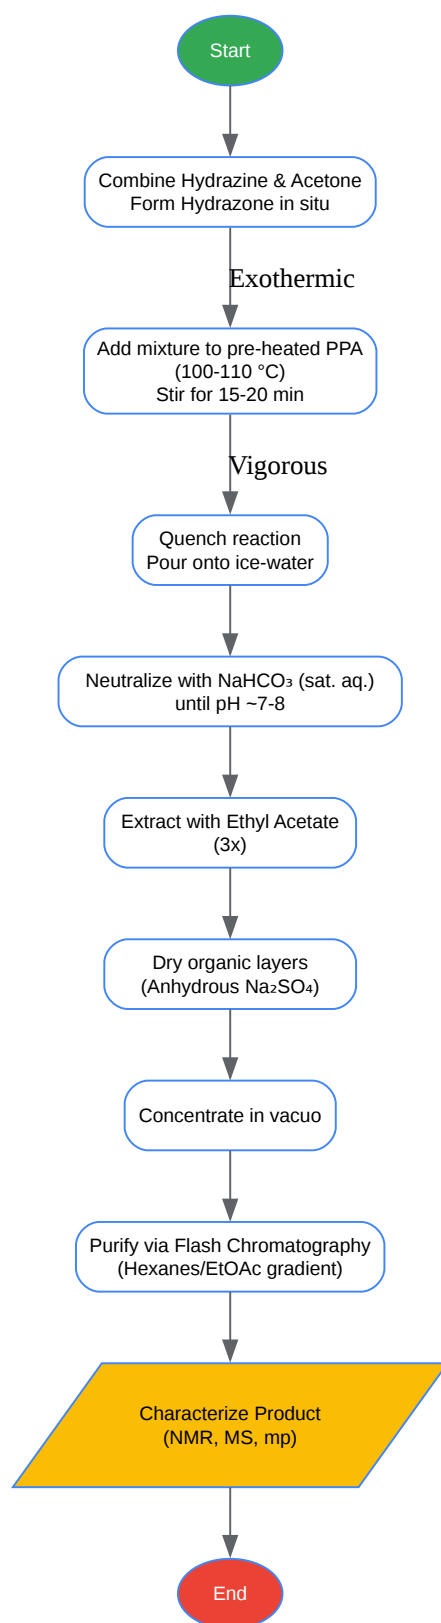 Start
Combine Hydrazine & Acetone
Form Hydrazone in situ
Exothermic
Add mixture to pre-heated PPA
(100-110 °C)
Stir for 15-20 min
Vigorous
Quench reaction
Pour onto ice-water
Neutralize with NaHCO₃ (sat. aq.)
until pH ~7-8
Extract with Ethyl Acetate
(3x)
Dry organic layers
(Anhydrous Na₂SO₄)
Concentrate in vacuo
Purify via Flash Chromatography
(Hexanes/EtOAc gradient)
Characterize Product
(NMR, MS, mp)
End